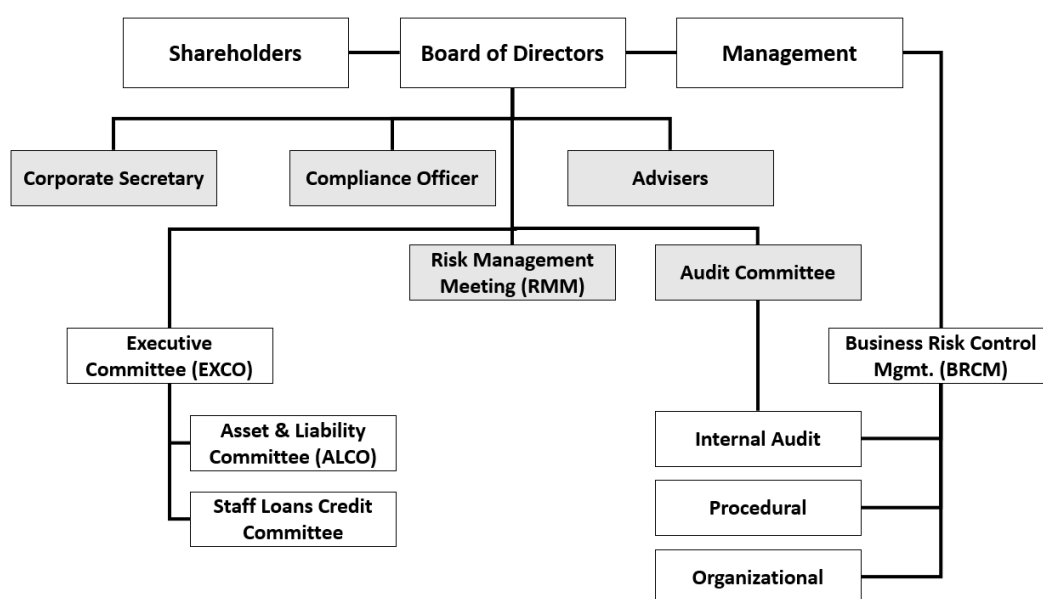 Shareholders
Board of Directors
Management
Corporate Secretary
Compliance Officer
Advisers
Risk Management
Meeting (RMM)
Audit Committee
Executive
Committee (EXCO)
Business Risk Control
Mgmt. (BRCM)
Asset & Liability
Committee (ALCO)
Internal Audit
Staff Loans Credit
Committee
Procedural
Organizational